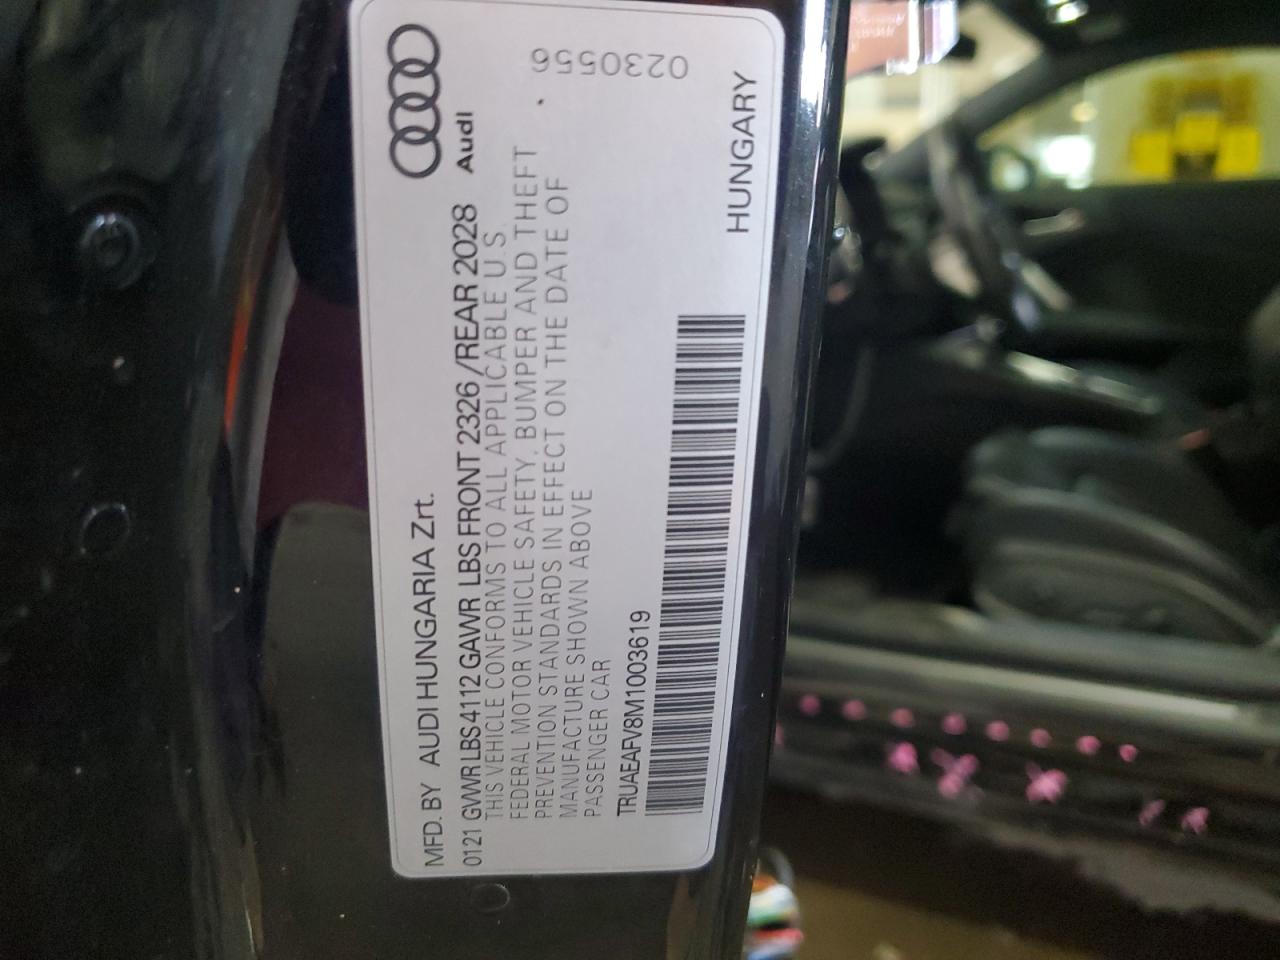 MFD. BY AUDI HUNGARIA Zrt.
Audi
0121 GVWR LBS 4112 GAWR LBS FRONT 2326 /REAR 2028
THIS VEHICLE CONFORMS TO ALL APPLICABLE U.S.
FEDERAL MOTOR VEHICLE SAFETY, BUMPER AND THEFT
PREVENTION STANDARDS IN EFFECT ON THE DATE OF
MANUFACTURE SHOWN ABOVE
PASSENGER CAR
0230556
TRUAEAFV8M1003619
HUNGARY